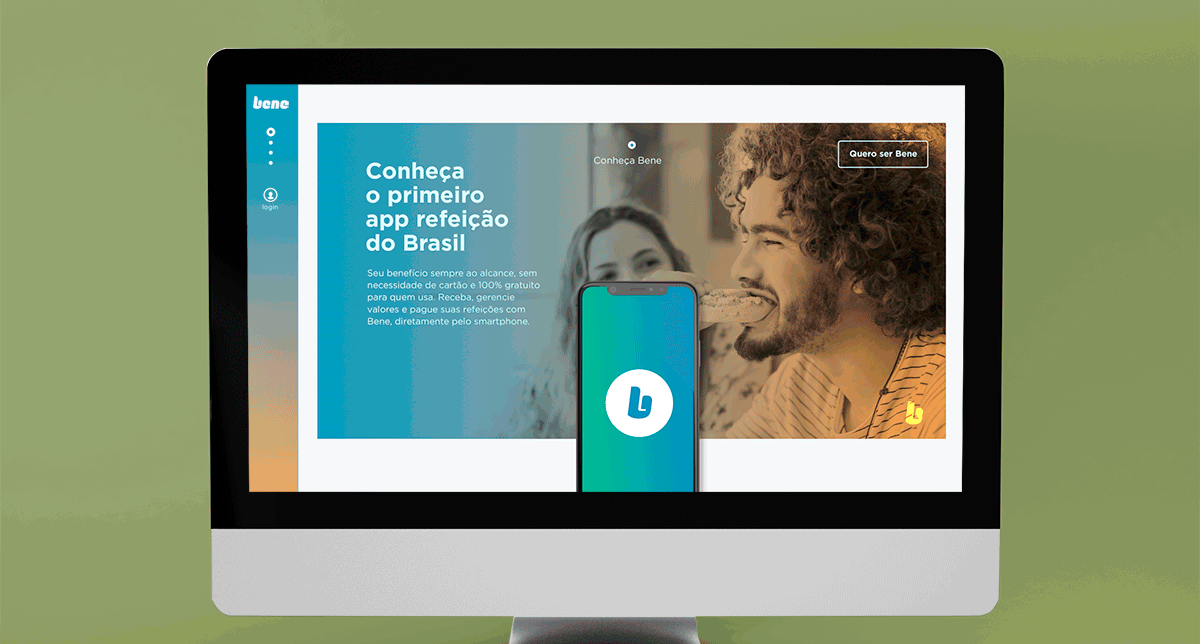 bene
login
Conheça Bene
Quero ser Bene
Conheça
o primeiro
app refeição
do Brasil
Seu benefício sempre ao alcance, sem
necessidade de cartão e 100% gratuito
para quem usa. Receba, gerencie
valores e pague suas refeições com
Bene, diretamente pelo smartphone.
b
b